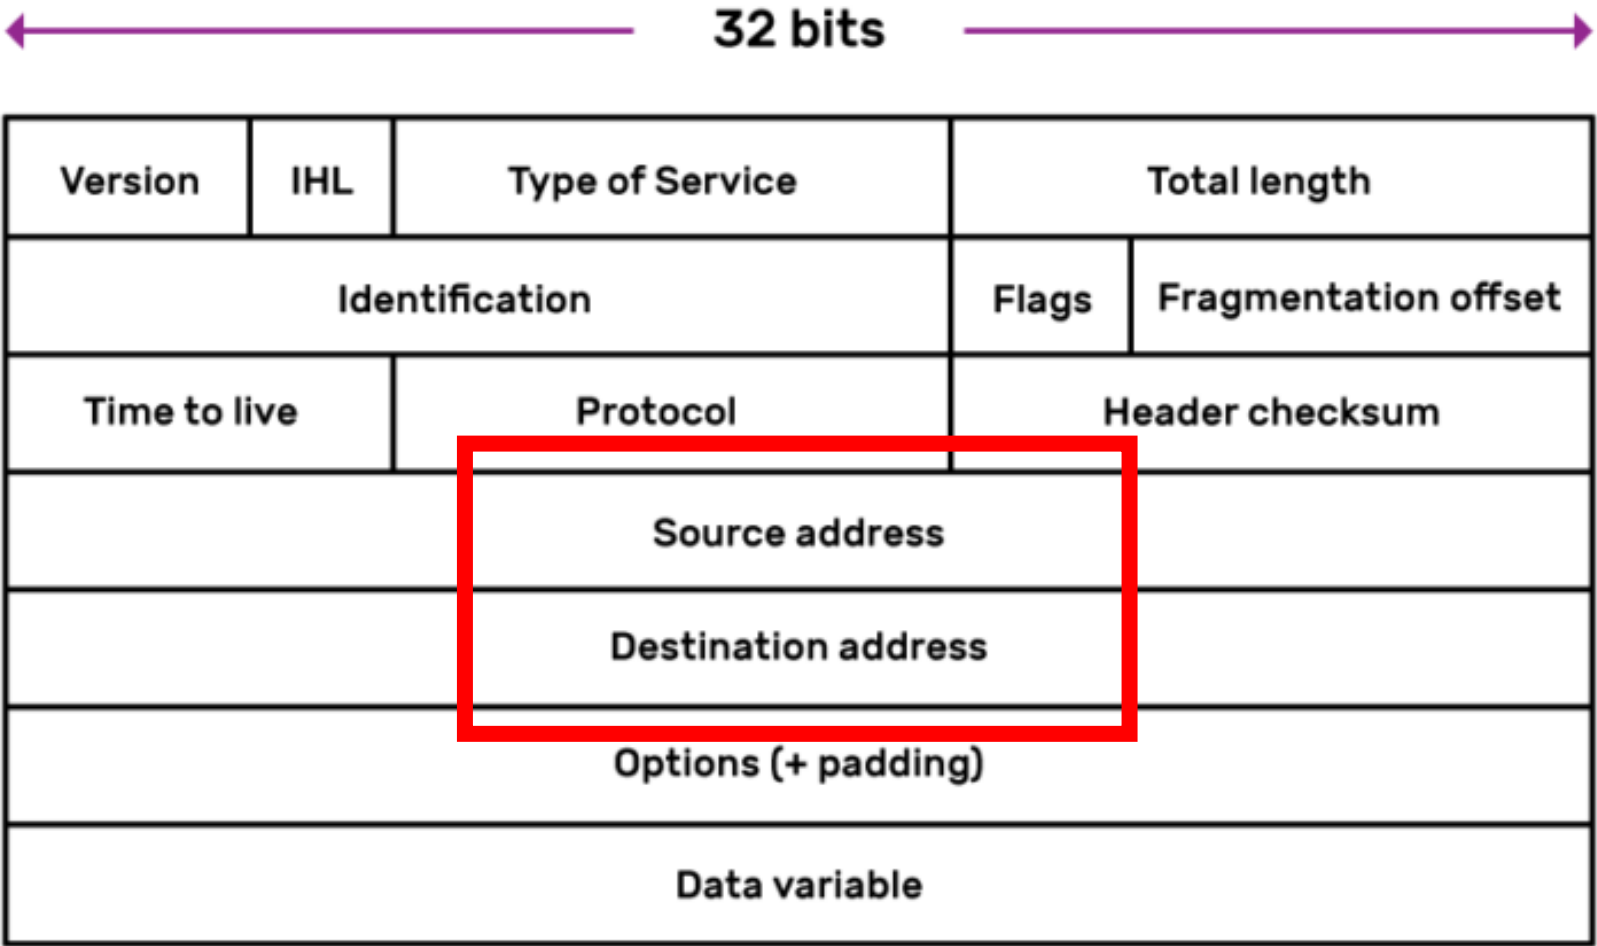 32 bits
Version IHL Type of Service Total length
Identification Flags Fragmentation offset
Time to live Protocol Header checksum
Source address
Destination address
Options (+ padding)
Data variable